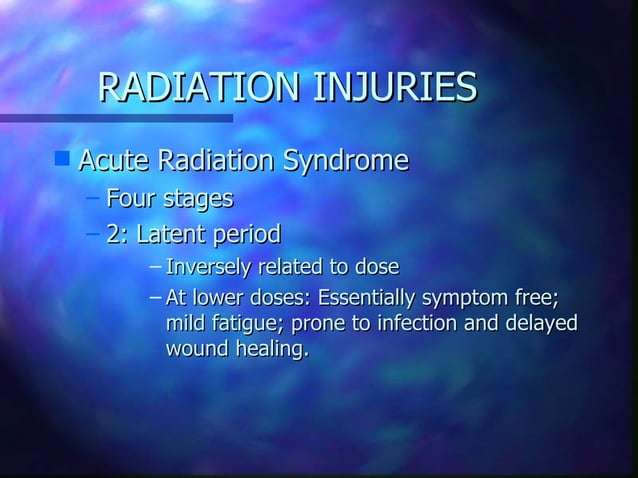 RADIATION INJURIES
Acute Radiation Syndrome
– Four stages
– 2: Latent period
– Inversely related to dose
– At lower doses: Essentially symptom free;
mild fatigue; prone to infection and delayed
wound healing.